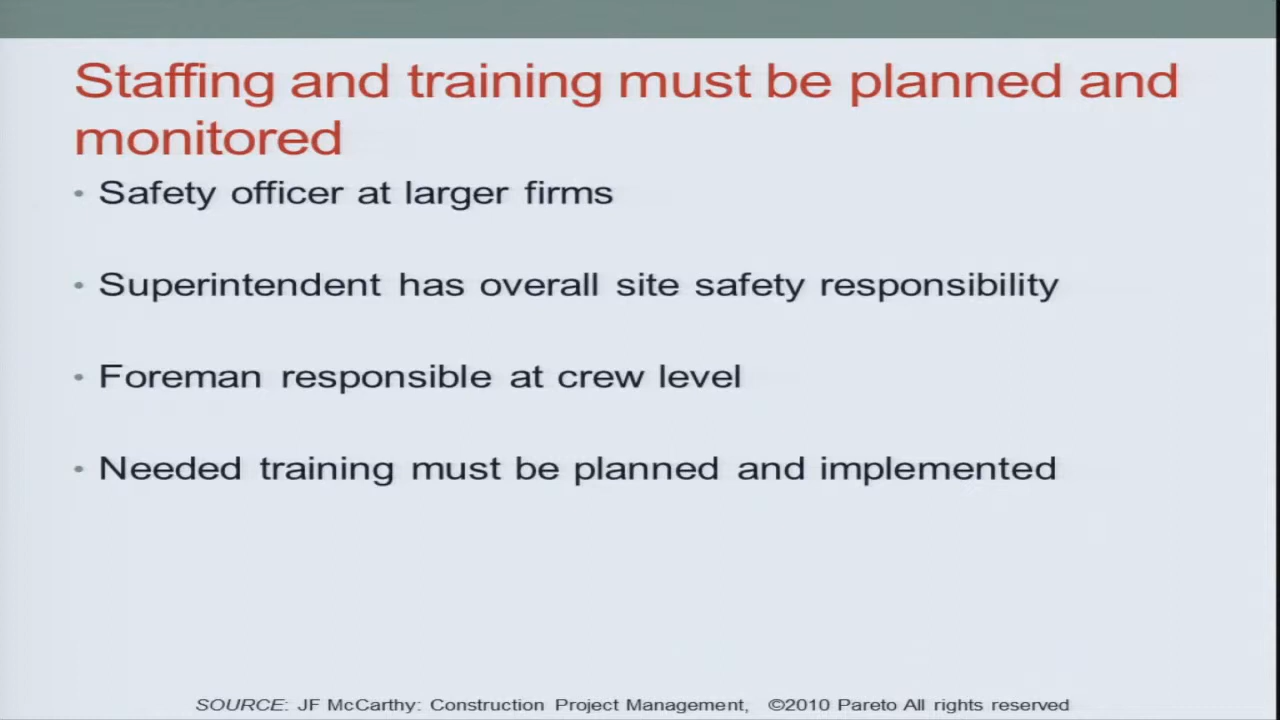 Staffing and training must be planned and
monitored
• Safety officer at larger firms
• Superintendent has overall site safety responsibility
• Foreman responsible at crew level
• Needed training must be planned and implemented
SOURCE: JF McCarthy: Construction Project Management, ©2010 Pareto All rights reserved